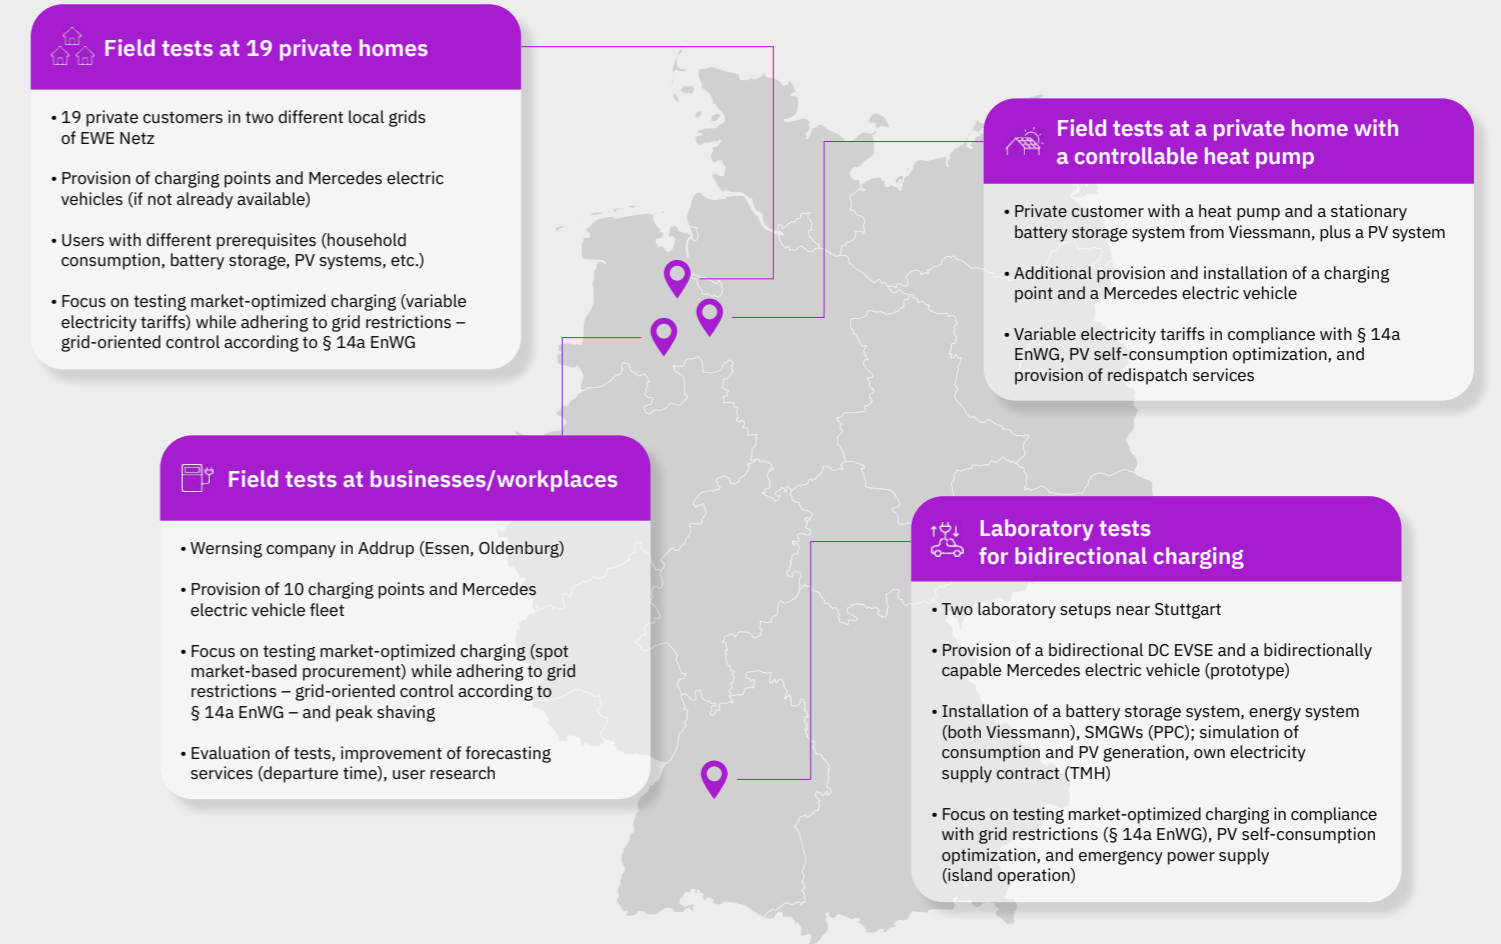 Field tests at 19 private homes
• 19 private customers in two different local grids
of EWE Netz
• Provision of charging points and Mercedes electric
vehicles (if not already available)
• Users with different prerequisites (household
consumption, battery storage, PV systems, etc.)
• Focus on testing market-optimized charging (variable
electricity tariffs) while adhering to grid restrictions –
grid-oriented control according to § 14a EnWG
Field tests at a private home with
a controllable heat pump
• Private customer with a heat pump and a stationary
battery storage system from Viessmann, plus a PV system
• Additional provision and installation of a charging
point and a Mercedes electric vehicle
• Variable electricity tariffs in compliance with § 14a
EnWG, PV self-consumption optimization, and
provision of redispatch services
Field tests at businesses/workplaces
• Wernsing company in Addrup (Essen, Oldenburg)
• Provision of 10 charging points and Mercedes
electric vehicle fleet
• Focus on testing market-optimized charging (spot
market-based procurement) while adhering to grid
restrictions – grid-oriented control according to
§ 14a EnWG – and peak shaving
• Evaluation of tests, improvement of forecasting
services (departure time), user research
Laboratory tests
for bidirectional charging
• Two laboratory setups near Stuttgart
• Provision of a bidirectional DC EVSE and a bidirectionally
capable Mercedes electric vehicle (prototype)
• Installation of a battery storage system, energy system
(both Viessmann), SMGWs (PPC); simulation of
consumption and PV generation, own electricity
supply contract (TMH)
• Focus on testing market-optimized charging in compliance
with grid restrictions (§ 14a EnWG), PV self-consumption
optimization, and emergency power supply
(island operation)